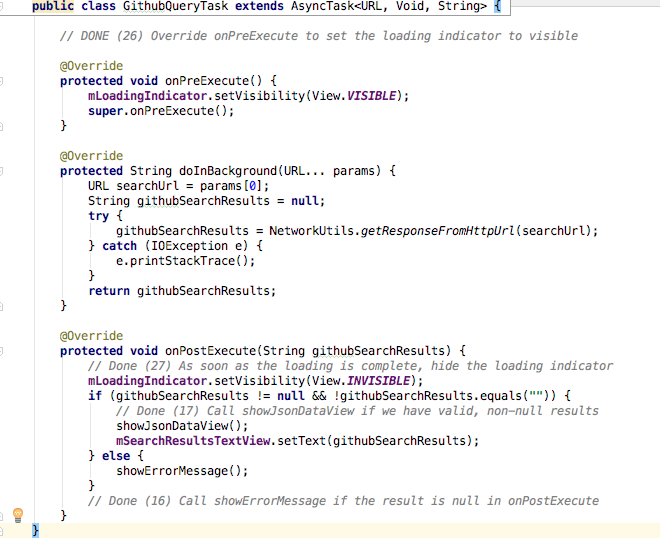 public class GithubQueryTask extends AsyncTask<URL, Void, String> {
// DONE (26) Override onPreExecute to set the loading indicator to visible
@Override
protected void onPreExecute() {
mLoadingIndicator.setVisibility(View.VISIBLE);
super.onPreExecute();
}
@Override
protected String doInBackground(URL... params) {
URL searchUrl = params[0];
String githubSearchResults = null;
try {
githubSearchResults = NetworkUtils.getResponseFromHttpUrl(searchUrl);
} catch (IOException e) {
e.printStackTrace();
}
return githubSearchResults;
}
@Override
protected void onPostExecute(String githubSearchResults) {
// Done (27) As soon as the loading is complete, hide the loading indicator
mLoadingIndicator.setVisibility(View.INVISIBLE);
if (githubSearchResults != null && !githubSearchResults.equals("")) {
// Done (17) Call showJsonDataView if we have valid, non-null results
showJsonDataView();
mSearchResultsTextView.setText(githubSearchResults);
} else {
showErrorMessage();
}
// Done (16) Call showErrorMessage if the result is null in onPostExecute
}
}